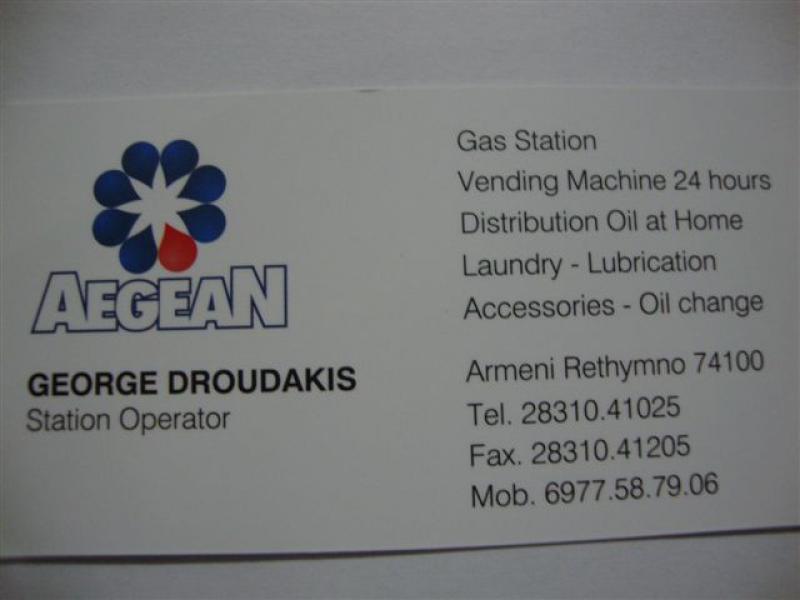 AEGEAN
GEORGE DROUDAKIS
Station Operator
Gas Station
Vending Machine 24 hours
Distribution Oil at Home
Laundry - Lubrication
Accessories - Oil change
Armeni Rethymno 74100
Tel. 28310.41025
Fax. 28310.41205
Mob. 6977.58.79.06